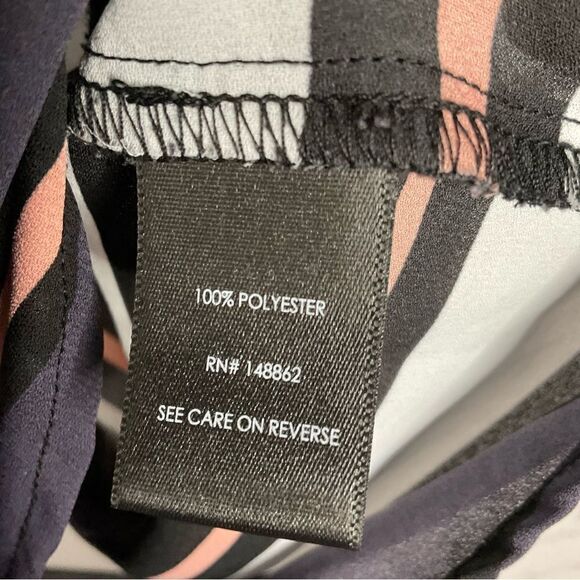 100% POLYESTER
RN# 148862
SEE CARE ON REVERSE